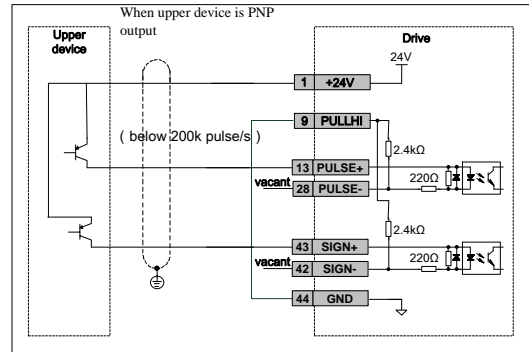 When upper device is PNP
output
Upper
device
Drive
24V
1 +24V
9 PULLHI
( below 200k pulse/s )
2.4kΩ
13 PULSE+
220Ω
vacant
28 PULSE-
2.4kΩ
43 SIGN+
220Ω
vacant
42 SIGN-
44 GND